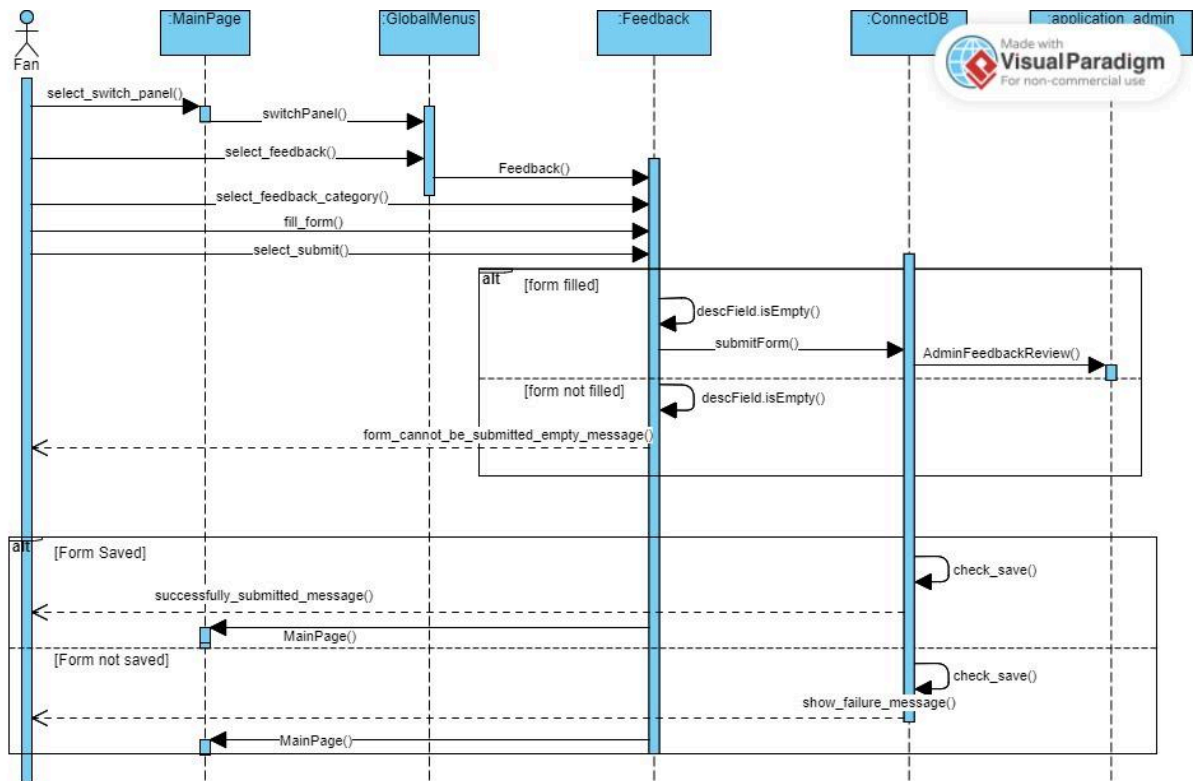 :MainPage
:GlobalMenus
:Feedback
:ConnectDB
:application_admin
Made with
VisualParadigm
For non-commercial use
Fan
select_switch_panel()
switchPanel()
select_feedback()
Feedback()
select_feedback_category()
fill_form()
select_submit()
alt
[form filled]
descField.isEmpty()
submitForm()
AdminFeedbackReview()
[form not filled]
descField.isEmpty()
form_cannot_be_submitted_empty_message()
alt
[Form Saved]
check_save()
successfully_submitted_message()
MainPage()
[Form not saved]
check_save()
show_failure_message()
MainPage()